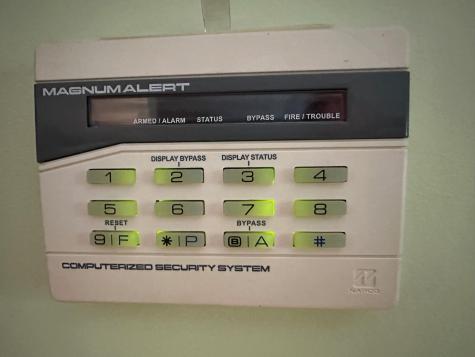 MAGNUM ALERT
ARMED / ALARM STATUS BYPASS FIRE / TROUBLE
DISPLAY BYPASS DISPLAY STATUS
1 2 3 4
5 6 7 8
RESET BYPASS
9|F *|P B|A #
COMPUTERIZED SECURITY SYSTEM
NAPCO